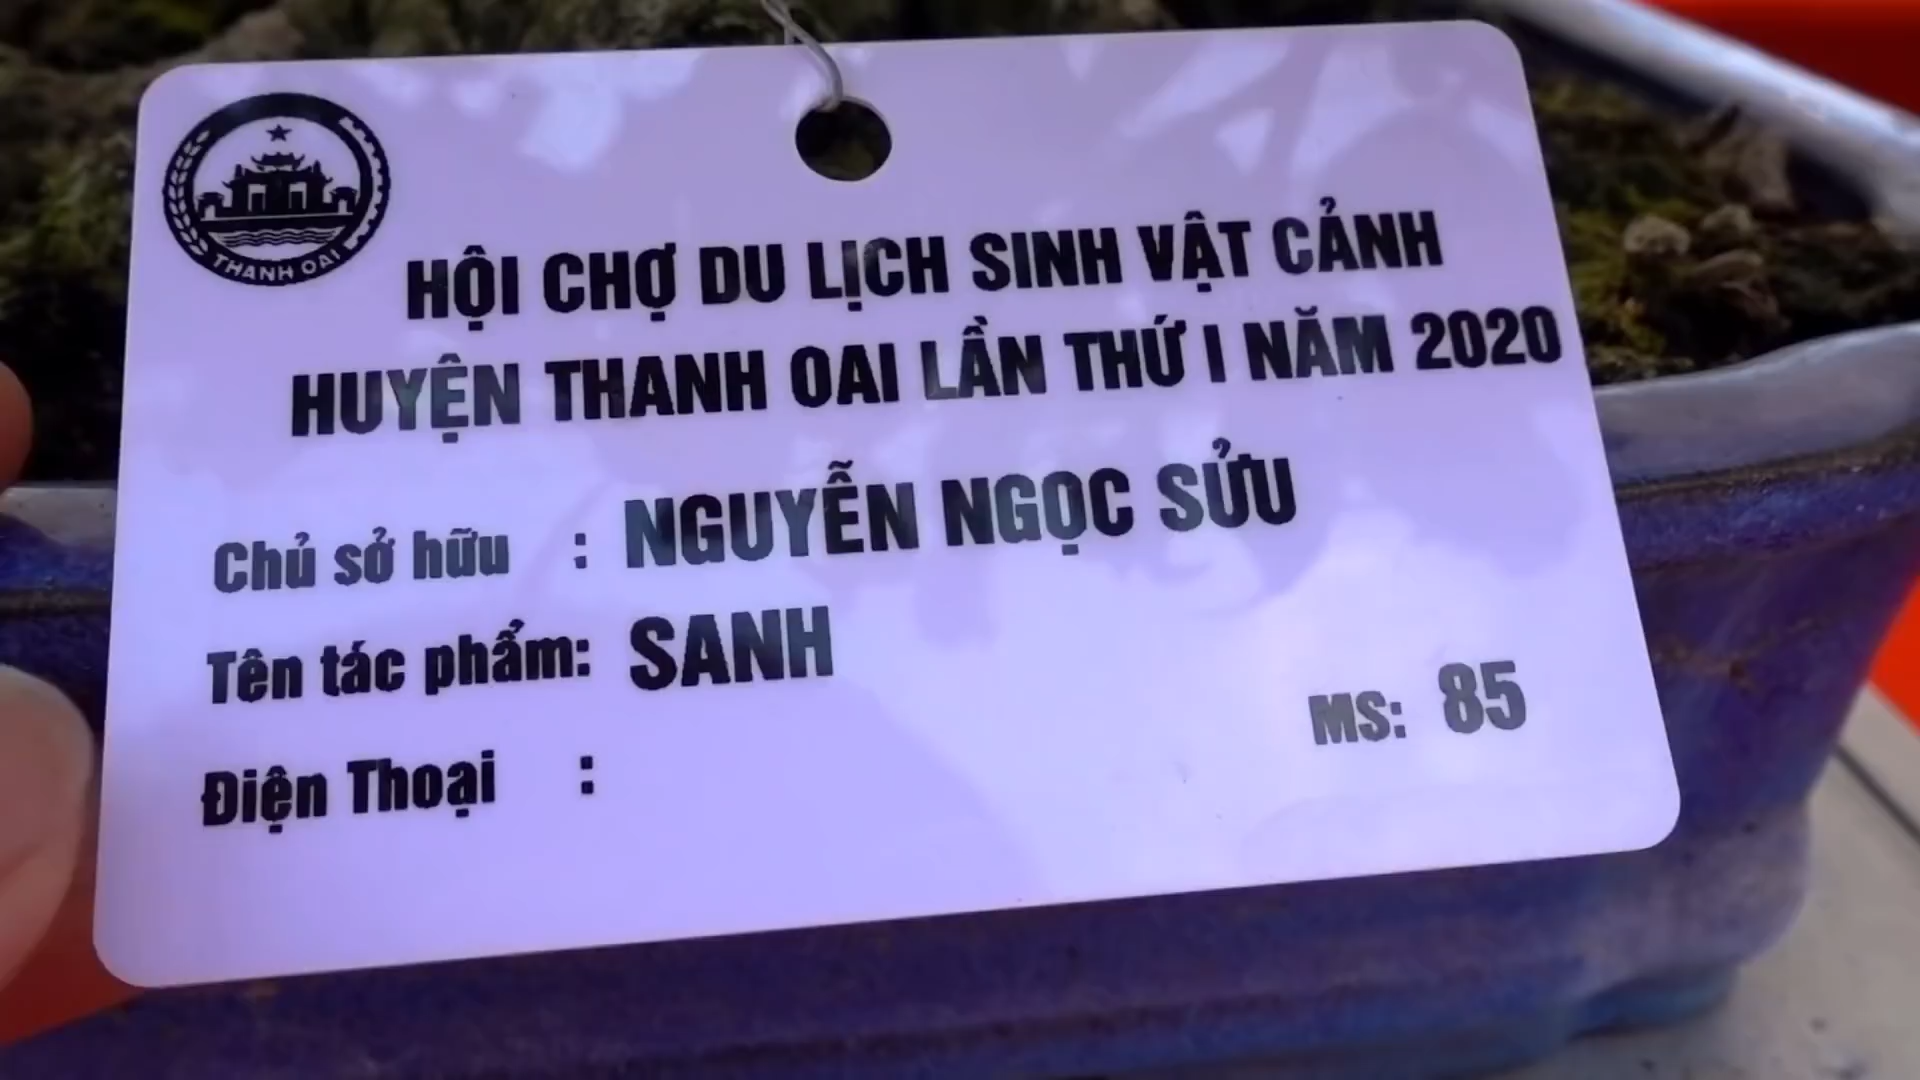 THANH OAI
HỘI CHỢ DU LỊCH SINH VẬT CẢNH
HUYỆN THANH OAI LẦN THỨ I NĂM 2020
Chủ sở hữu : NGUYỄN NGỌC SỬU
Tên tác phẩm: SANH
MS: 85
Điện Thoại :